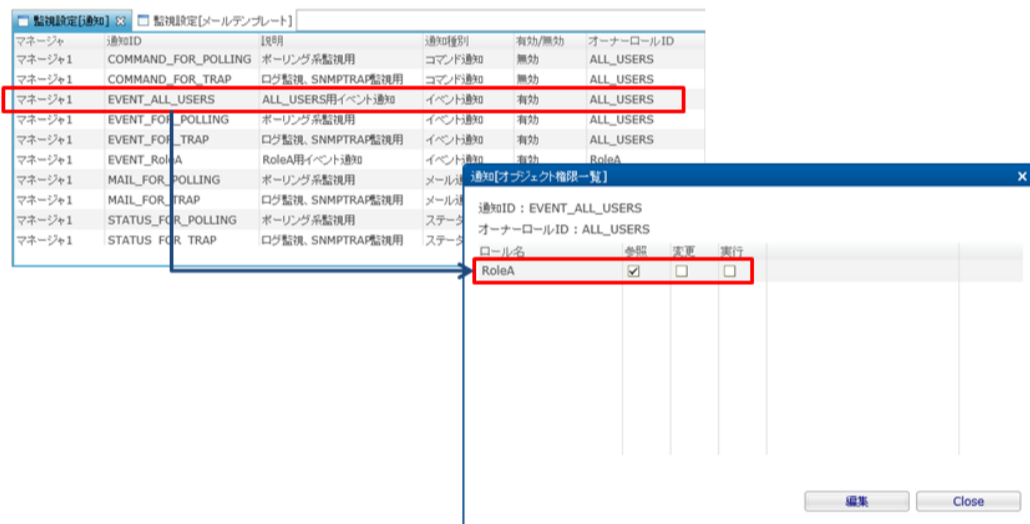 監視設定[通知] 監視設定[メールテンプレート]
マネージャ 通知ID 説明 通知種別 有効/無効 オーナーロールID
マネージャ1 COMMAND_FOR_POLLING ポーリング系監視用 コマンド通知 無効 ALL_USERS
マネージャ1 COMMAND_FOR_TRAP ログ監視、SNMPTRAP監視用 コマンド通知 無効 ALL_USERS
マネージャ1 EVENT_ALL_USERS ALL_USERS用イベント通知 イベント通知 有効 ALL_USERS
マネージャ1 EVENT_FOR_POLLING ポーリング系監視用 イベント通知 有効 ALL_USERS
マネージャ1 EVENT_FOR_TRAP ログ監視、SNMPTRAP監視用 イベント通知 有効 ALL_USERS
マネージャ1 EVENT_RoleA RoleA用イベント通知 イベント通知 有効 RoleA
マネージャ1 MAIL_FOR_POLLING ポーリング系監視用 メール通
マネージャ1 MAIL_FOR_TRAP ログ監視、SNMPTRAP監視用 メール通
マネージャ1 STATUS_FOR_POLLING ポーリング系監視用 ステータ
マネージャ1 STATUS_FOR_TRAP ログ監視、SNMPTRAP監視用 ステータ
通知[オブジェクト権限一覧]
通知ID : EVENT_ALL_USERS
オーナーロールID : ALL_USERS
ロール名 参照 変更 実行
RoleA
編集 Close